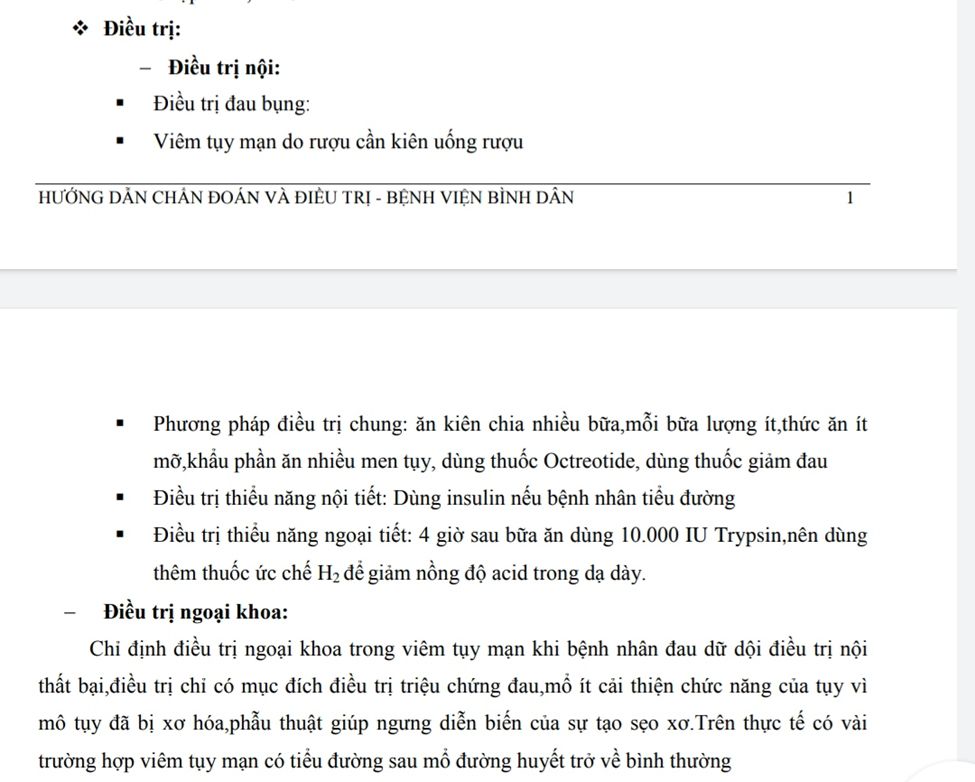 ❖ Điều trị:
– Điều trị nội:
▪ Điều trị đau bụng:
▪ Viêm tụy mạn do rượu cần kiên uống rượu
HƯỚNG DẪN CHẨN ĐOÁN VÀ ĐIỀU TRỊ - BỆNH VIỆN BÌNH DÂN 1
▪ Phương pháp điều trị chung: ăn kiên chia nhiều bữa,mỗi bữa lượng ít,thức ăn ít
mỡ,khẩu phần ăn nhiều men tụy, dùng thuốc Octreotide, dùng thuốc giảm đau
▪ Điều trị thiểu năng nội tiết: Dùng insulin nếu bệnh nhân tiểu đường
▪ Điều trị thiểu năng ngoại tiết: 4 giờ sau bữa ăn dùng 10.000 IU Trypsin,nên dùng
thêm thuốc ức chế H₂ để giảm nồng độ acid trong dạ dày.
– Điều trị ngoại khoa:
Chỉ định điều trị ngoại khoa trong viêm tụy mạn khi bệnh nhân đau dữ dội điều trị nội
thất bại,điều trị chỉ có mục đích điều trị triệu chứng đau,mổ ít cải thiện chức năng của tụy vì
mô tụy đã bị xơ hóa,phẫu thuật giúp ngưng diễn biến của sự tạo sẹo xơ.Trên thực tế có vài
trường hợp viêm tụy mạn có tiểu đường sau mổ đường huyết trở về bình thường